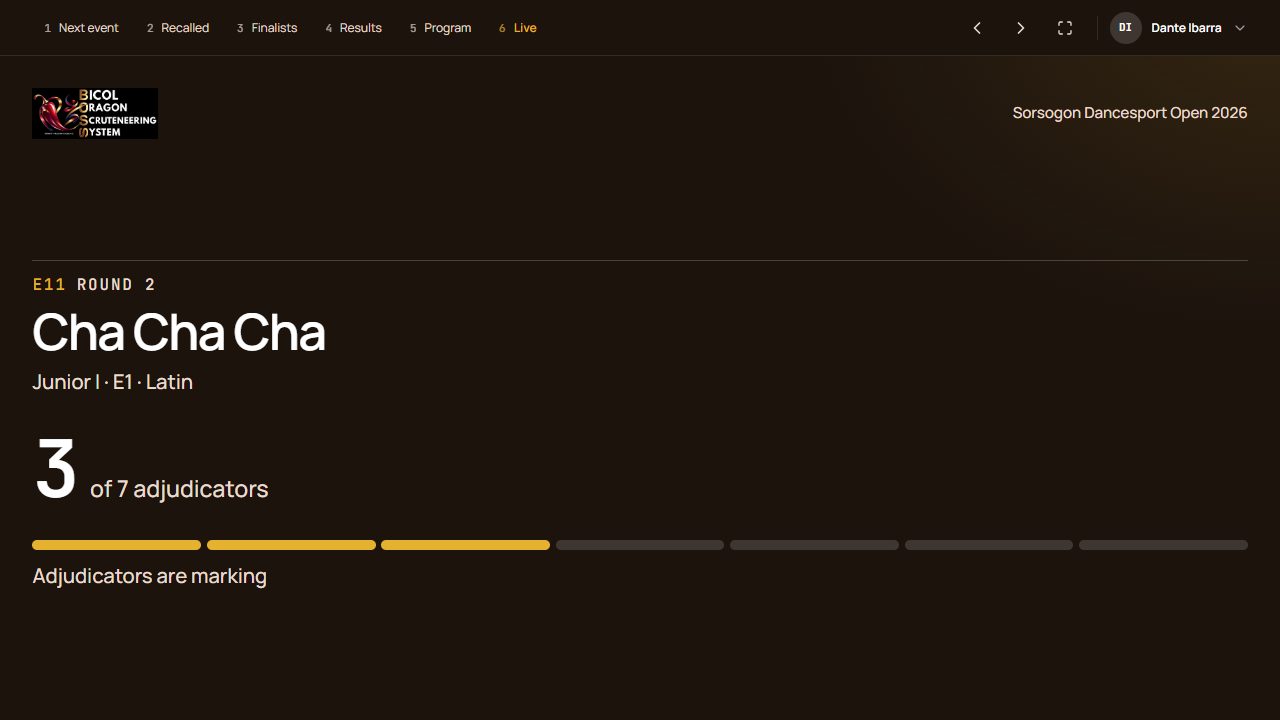 1 Next event
2 Recalled
3 Finalists
4 Results
5 Program
6 Live
DI
Dante Ibarra
BICOL
ORAGON
SCRUTENEERING
SYSTEM
Sorsogon Dancesport Open 2026
E11 ROUND 2
Cha Cha Cha
Junior I · E1 · Latin
3 of 7 adjudicators
Adjudicators are marking